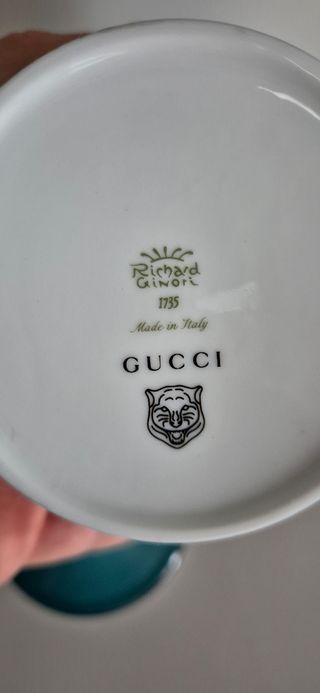 Richard
Ginori
1735
Made in Italy
GUCCI